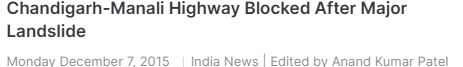 Chandigarh-Manali Highway Blocked After Major
Landslide
Monday December 7, 2015 | India News | Edited by Anand Kumar Patel